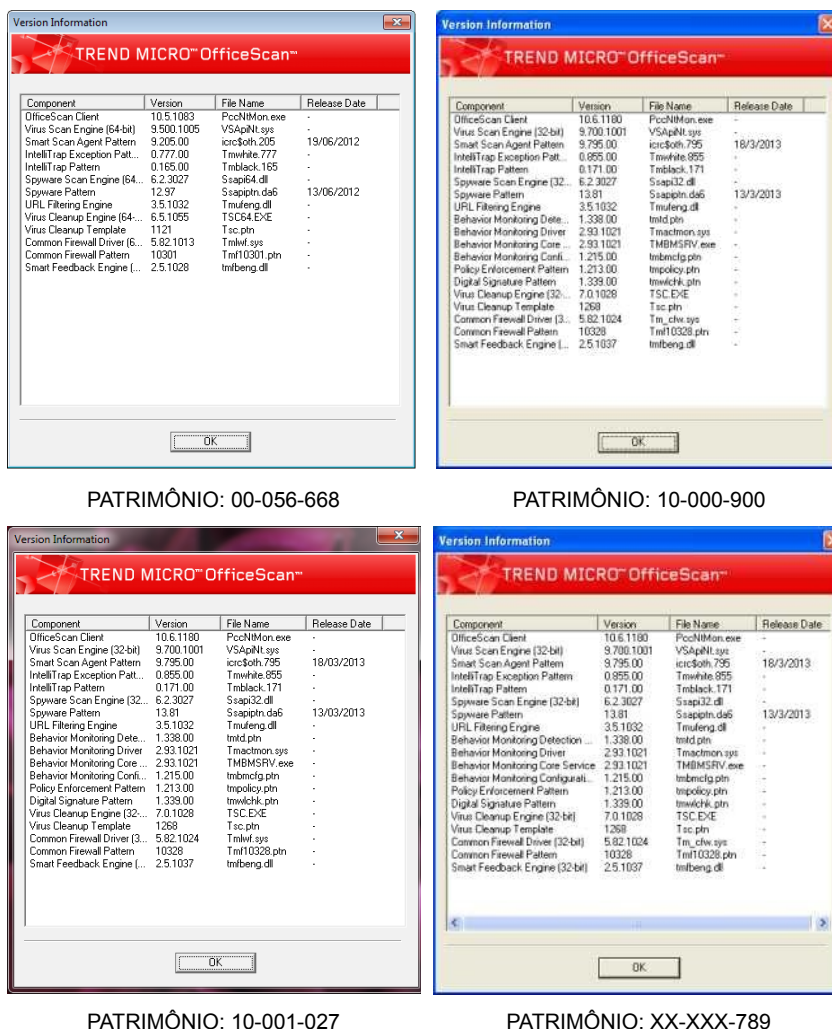 Version Information
TREND MICRO™ OfficeScan™
Component Version File Name Release Date
OfficeScan Client 10.5.1083 PccNtMon.exe -
Virus Scan Engine (64-bit) 9.500.1005 VSApiNt.sys -
Smart Scan Agent Pattern 9.205.00 icrc$oth.205 19/06/2012
IntelliTrap Exception Patt... 0.777.00 Tmwhite.777 -
IntelliTrap Pattern 0.165.00 Tmblack.165 -
Spyware Scan Engine (64... 6.2.3027 Ssapi64.dll -
Spyware Pattern 12.97 Ssapiptn.da6 13/06/2012
URL Filtering Engine 3.5.1032 Tmufeng.dll -
Virus Cleanup Engine (64-... 6.5.1055 TSC64.EXE -
Virus Cleanup Template 1121 Tsc.ptn -
Common Firewall Driver (6... 5.82.1013 Tmlwf.sys -
Common Firewall Pattern 10301 Tmf10301.ptn -
Smart Feedback Engine (... 2.5.1028 tmfbeng.dll -
OK
PATRIMÔNIO: 00-056-668
Version Information
TREND MICRO™ OfficeScan™
Component Version File Name Release Date
OfficeScan Client 10.6.1180 PccNtMon.exe -
Virus Scan Engine (32-bit) 9.700.1001 VSApiNt.sys -
Smart Scan Agent Pattern 9.795.00 icrc$oth.795 18/3/2013
IntelliTrap Exception Patt... 0.855.00 Tmwhite.855 -
IntelliTrap Pattern 0.171.00 Tmblack.171 -
Spyware Scan Engine (32... 6.2.3027 Ssapi32.dll -
Spyware Pattern 13.81 Ssapiptn.da6 13/3/2013
URL Filtering Engine 3.5.1032 Tmufeng.dll -
Behavior Monitoring Dete... 1.338.00 tmtd.ptn -
Behavior Monitoring Driver 2.93.1021 Tmactmon.sys -
Behavior Monitoring Core ... 2.93.1021 TMBMSRV.exe -
Behavior Monitoring Confi... 1.215.00 tmbmcfg.ptn -
Policy Enforcement Pattern 1.213.00 tmpolicy.ptn -
Digital Signature Pattern 1.339.00 tmwlchk.ptn -
Virus Cleanup Engine (32-... 7.0.1028 TSC.EXE -
Virus Cleanup Template 1268 Tsc.ptn -
Common Firewall Driver (3... 5.82.1024 Tm_cfw.sys -
Common Firewall Pattern 10328 Tmf10328.ptn -
Smart Feedback Engine (... 2.5.1037 tmfbeng.dll -
OK
PATRIMÔNIO: 10-000-900
Version Information
TREND MICRO™ OfficeScan™
Component Version File Name Release Date
OfficeScan Client 10.6.1180 PccNtMon.exe -
Virus Scan Engine (32-bit) 9.700.1001 VSApiNt.sys -
Smart Scan Agent Pattern 9.795.00 icrc$oth.795 18/03/2013
IntelliTrap Exception Patt... 0.855.00 Tmwhite.855 -
IntelliTrap Pattern 0.171.00 Tmblack.171 -
Spyware Scan Engine (32... 6.2.3027 Ssapi32.dll -
Spyware Pattern 13.81 Ssapiptn.da6 13/03/2013
URL Filtering Engine 3.5.1032 Tmufeng.dll -
Behavior Monitoring Dete... 1.338.00 tmtd.ptn -
Behavior Monitoring Driver 2.93.1021 Tmactmon.sys -
Behavior Monitoring Core ... 2.93.1021 TMBMSRV.exe -
Behavior Monitoring Confi... 1.215.00 tmbmcfg.ptn -
Policy Enforcement Pattern 1.213.00 tmpolicy.ptn -
Digital Signature Pattern 1.339.00 tmwlchk.ptn -
Virus Cleanup Engine (32-... 7.0.1028 TSC.EXE -
Virus Cleanup Template 1268 Tsc.ptn -
Common Firewall Driver (3... 5.82.1024 Tmlwf.sys -
Common Firewall Pattern 10328 Tmf10328.ptn -
Smart Feedback Engine (... 2.5.1037 tmfbeng.dll -
OK
PATRIMÔNIO: 10-001-027
Version Information
TREND MICRO™ OfficeScan™
Component Version File Name Release Date
OfficeScan Client 10.6.1180 PccNtMon.exe -
Virus Scan Engine (32-bit) 9.700.1001 VSApiNt.sys -
Smart Scan Agent Pattern 9.795.00 icrc$oth.795 18/3/2013
IntelliTrap Exception Pattern 0.855.00 Tmwhite.855 -
IntelliTrap Pattern 0.171.00 Tmblack.171 -
Spyware Scan Engine (32-bit) 6.2.3027 Ssapi32.dll -
Spyware Pattern 13.81 Ssapiptn.da6 13/3/2013
URL Filtering Engine 3.5.1032 Tmufeng.dll -
Behavior Monitoring Detection ... 1.338.00 tmtd.ptn -
Behavior Monitoring Driver 2.93.1021 Tmactmon.sys -
Behavior Monitoring Core Service 2.93.1021 TMBMSRV.exe -
Behavior Monitoring Configurati... 1.215.00 tmbmcfg.ptn -
Policy Enforcement Pattern 1.213.00 tmpolicy.ptn -
Digital Signature Pattern 1.339.00 tmwlchk.ptn -
Virus Cleanup Engine (32-bit) 7.0.1028 TSC.EXE -
Virus Cleanup Template 1268 Tsc.ptn -
Common Firewall Driver (32-bit) 5.82.1024 Tm_cfw.sys -
Common Firewall Pattern 10328 Tmf10328.ptn -
Smart Feedback Engine (32-bit) 2.5.1037 tmfbeng.dll -
OK
PATRIMÔNIO: XX-XXX-789